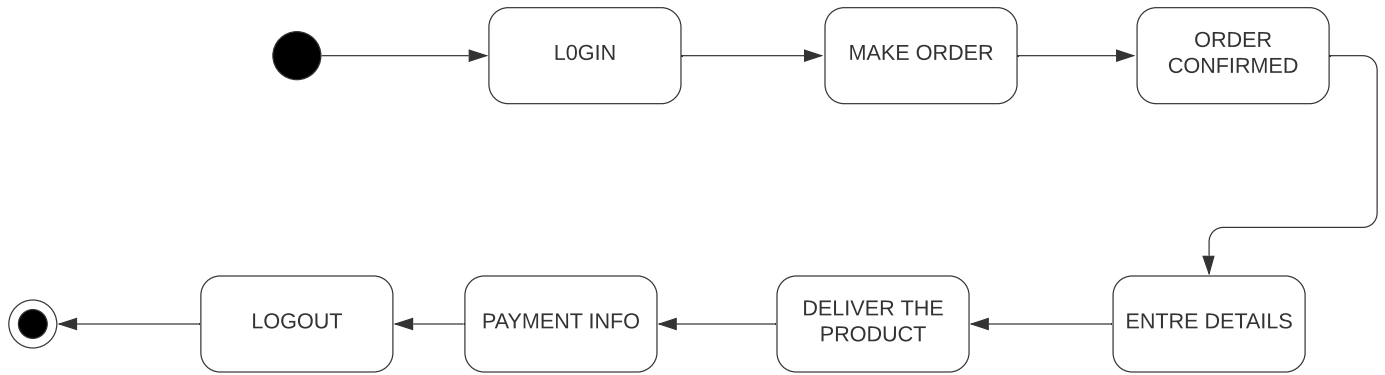 L0GIN
MAKE ORDER
ORDER
CONFIRMED
LOGOUT
PAYMENT INFO
DELIVER THE
PRODUCT
ENTRE DETAILS